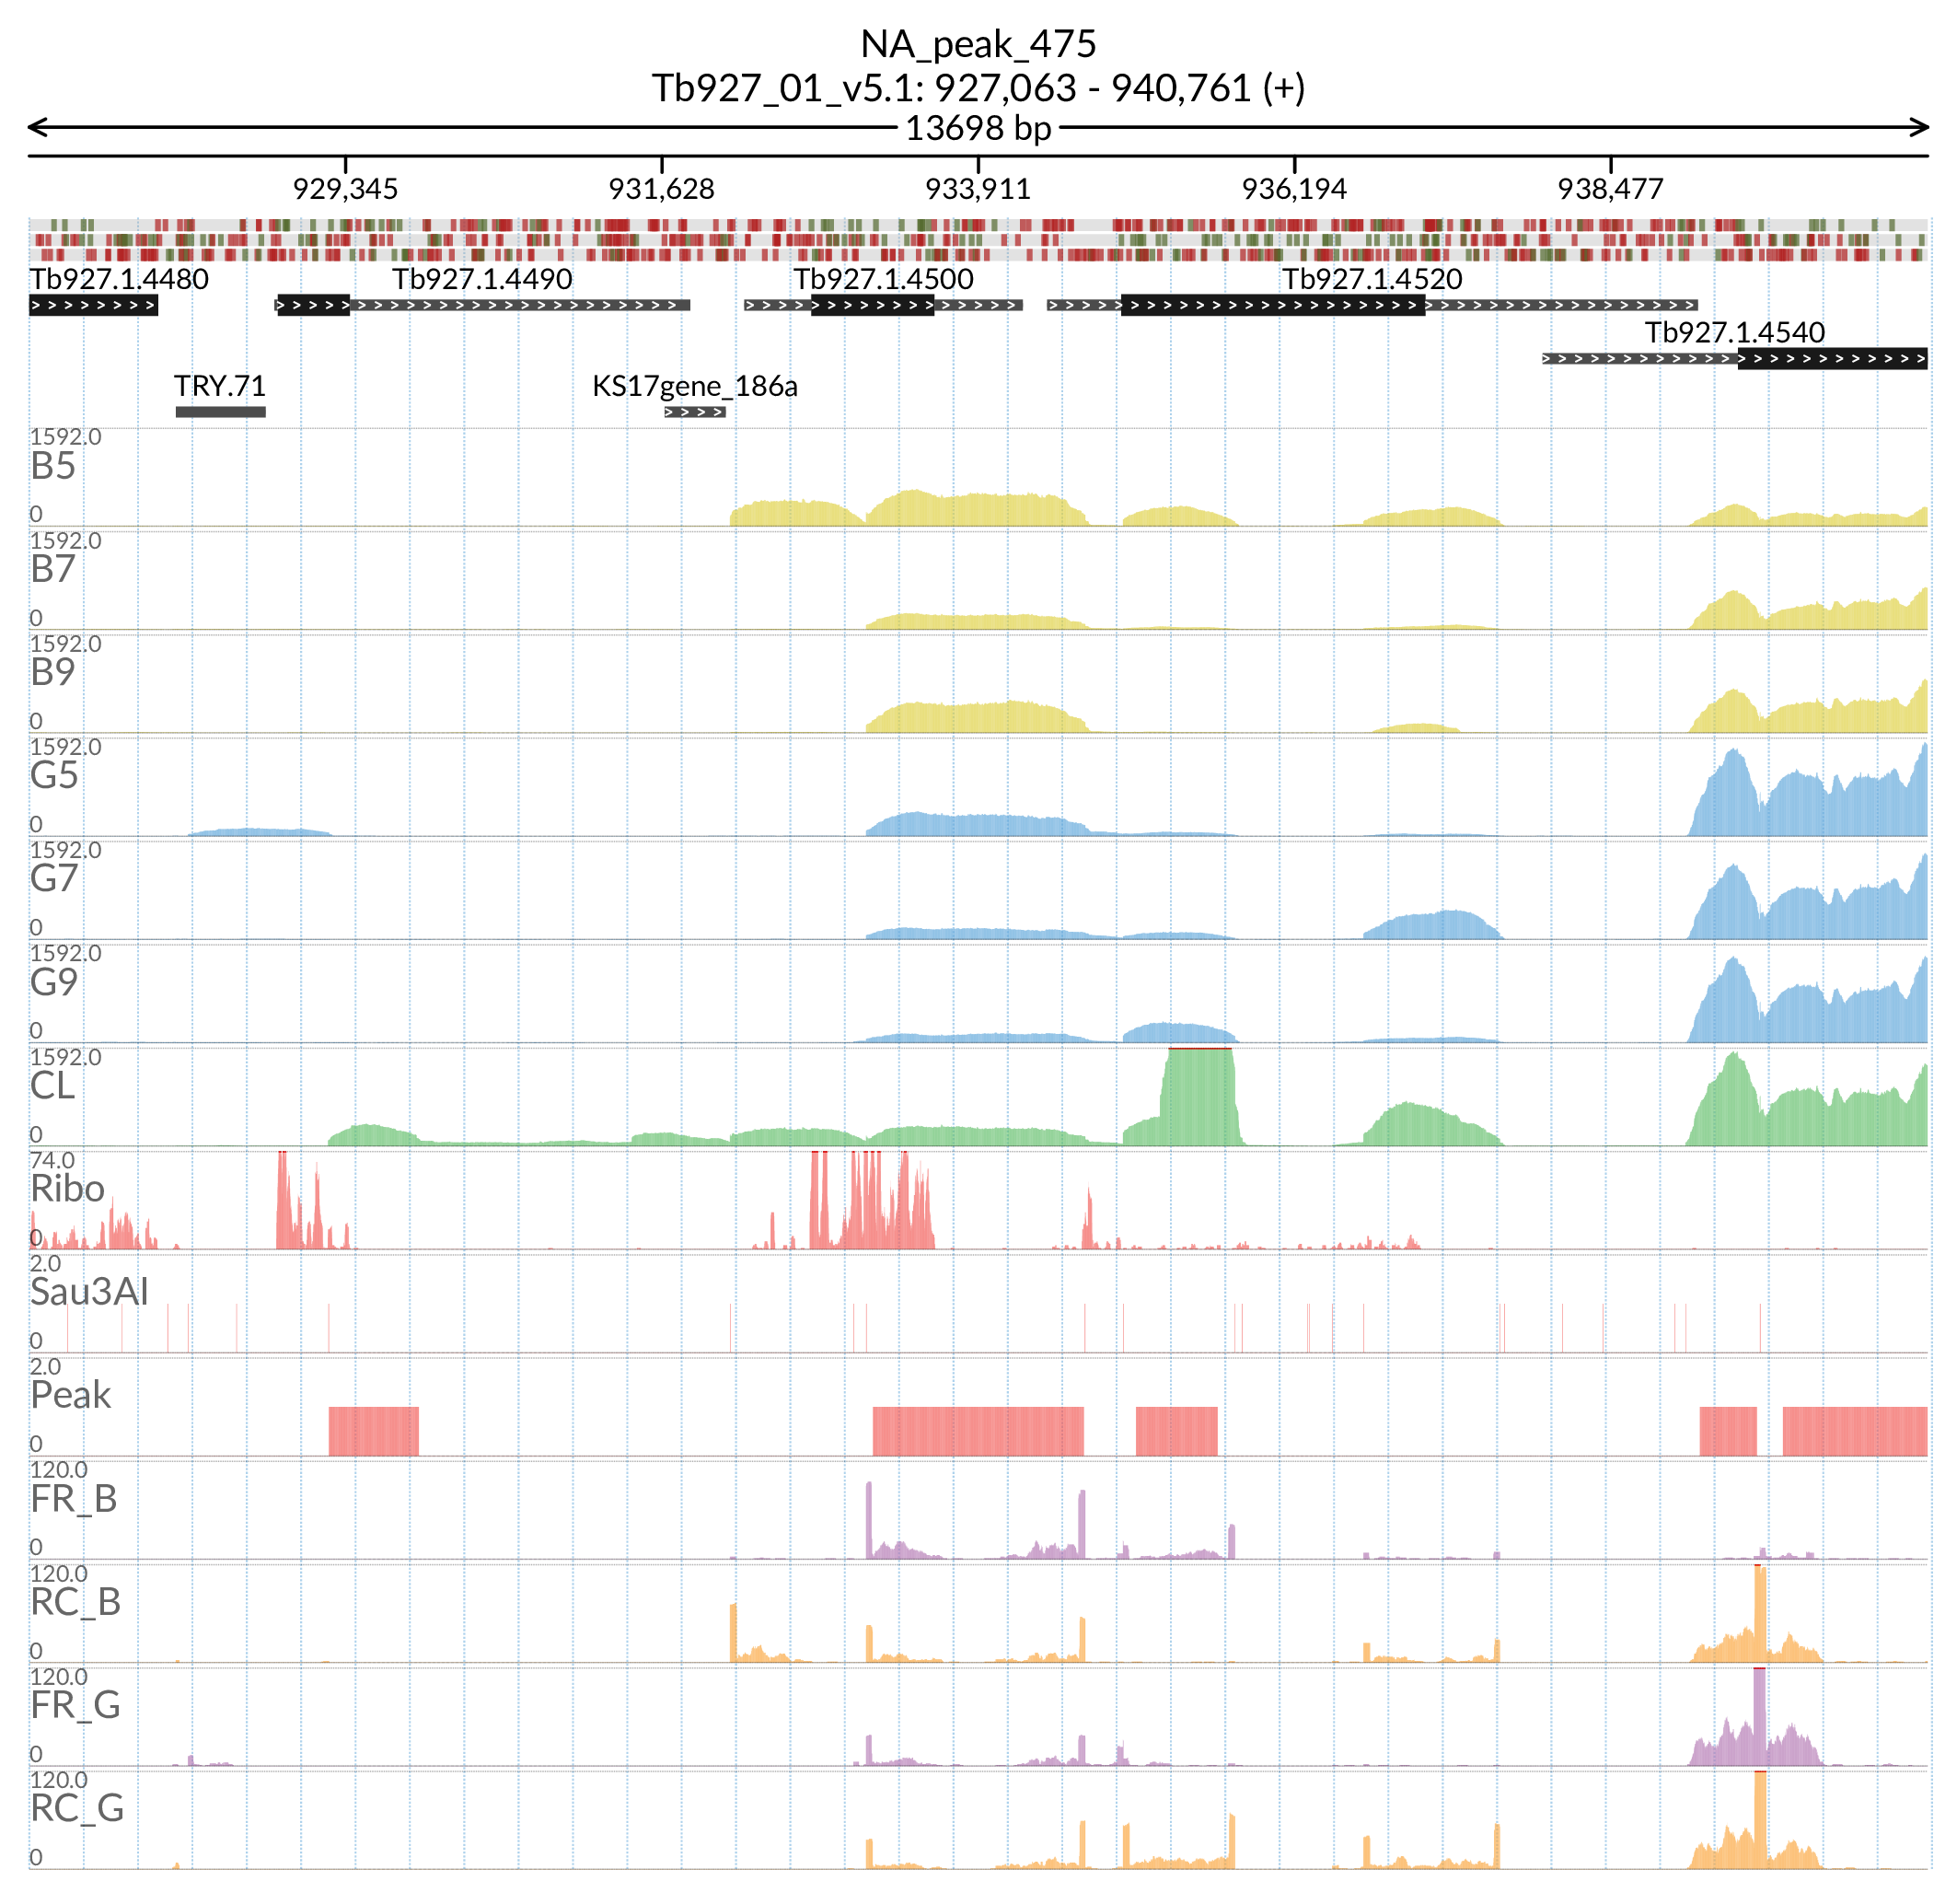 NA_peak_475
Tb927_01_v5.1: 927,063 - 940,761 (+)
13698 bp
929,345 931,628 933,911 936,194 938,477
Tb927.1.4480 Tb927.1.4490 Tb927.1.4500 Tb927.1.4520
Tb927.1.4540
TRY.71 KS17gene_186a
1592.0
B5
0
1592.0
B7
0
1592.0
B9
0
1592.0
G5
0
1592.0
G7
0
1592.0
G9
0
1592.0
CL
0
74.0
Ribo
0
2.0
Sau3AI
0
2.0
Peak
0
120.0
FR_B
0
120.0
RC_B
0
120.0
FR_G
0
120.0
RC_G
0